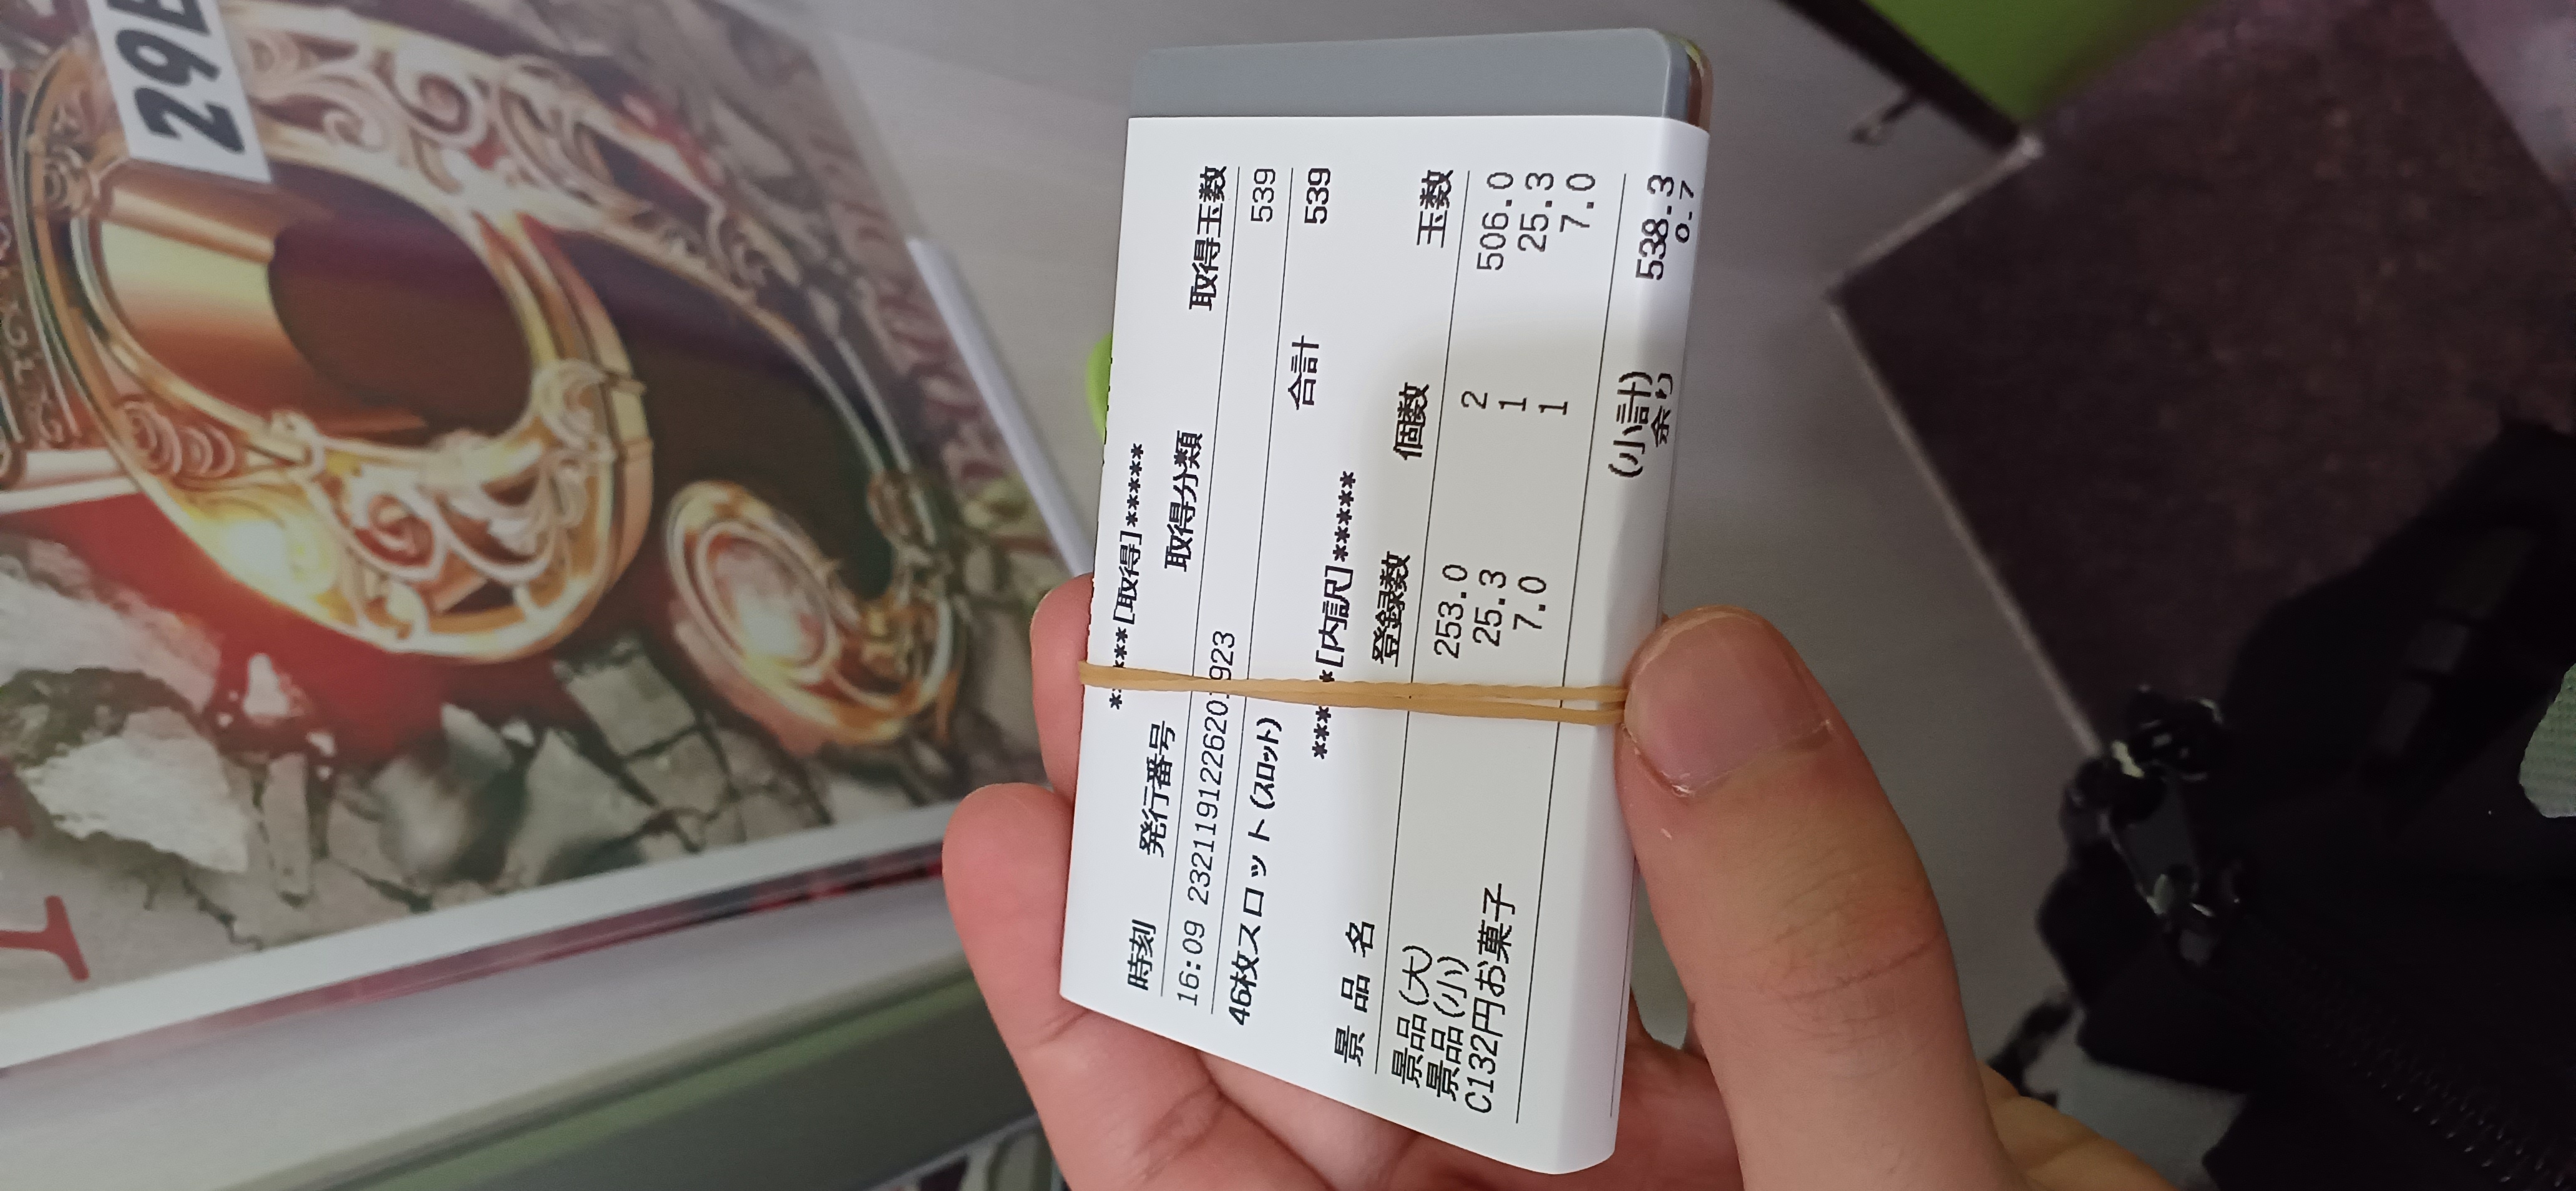 29E
*****[取得]*****
時刻 発行番号 取得分類 取得玉数
16:09 539
46枚スロット(スロット)
合計 539
*****[内訳]*****
景品名 登録数 個数 玉数
景品(大) 253.0 2 506.0
景品(小) 25.3 1 25.3
C132円お菓子 7.0 1 7.0
(小計) 538.3
余り 0.7